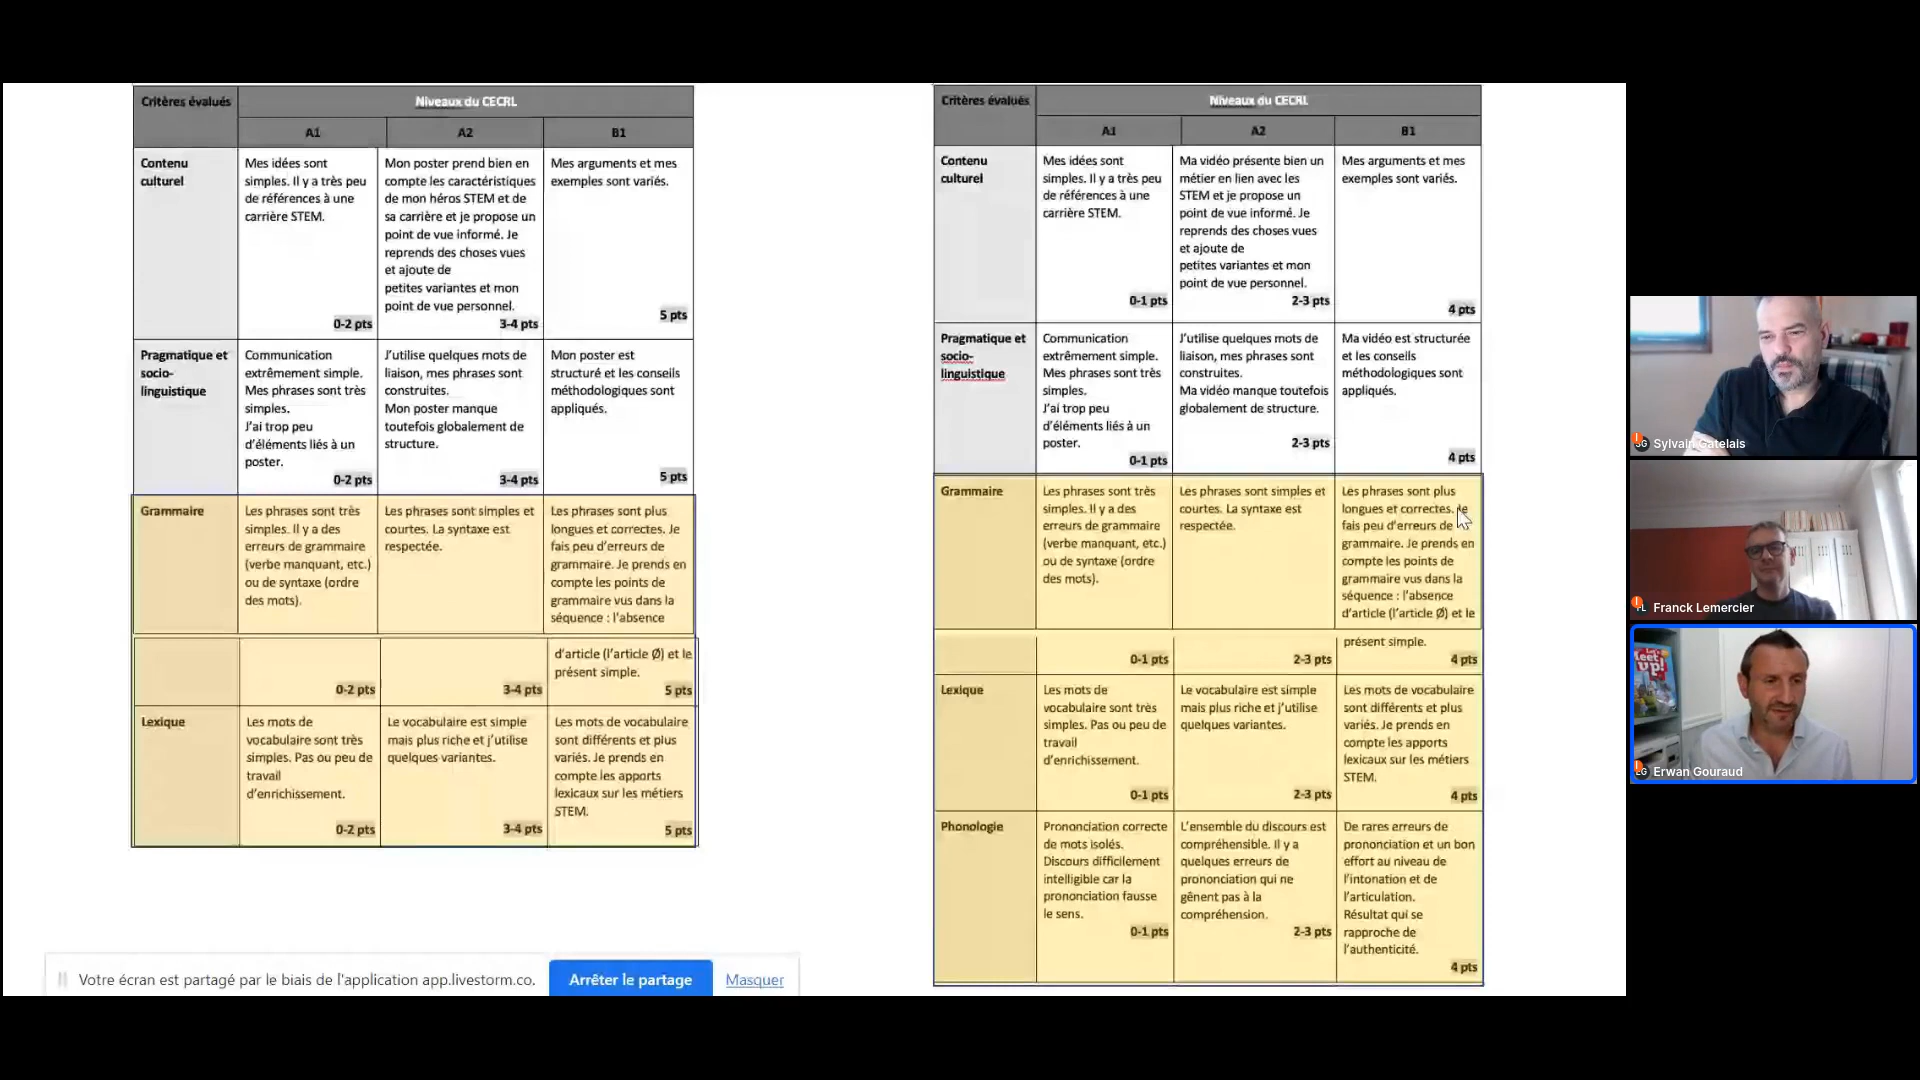 Critères évalués
Niveaux du CECRL
A1
A2
B1
Contenu
culturel
Mes idées sont
simples. Il y a très peu
de références à une
carrière STEM.
0-2 pts
Mon poster prend bien en
compte les caractéristiques
de mon héros STEM et de
sa carrière et je propose un
point de vue informé. Je
reprends des choses vues
et ajoute de
petites variantes et mon
point de vue personnel.
3-4 pts
Mes arguments et mes
exemples sont variés.
5 pts
Pragmatique et
socio-
linguistique
Communication
extrêmement simple.
Mes phrases sont très
simples.
J'ai trop peu
d'éléments liés à un
poster.
0-2 pts
J'utilise quelques mots de
liaison, mes phrases sont
construites.
Mon poster manque
toutefois globalement de
structure.
3-4 pts
Mon poster est
structuré et les conseils
méthodologiques sont
appliqués.
5 pts
Grammaire
Les phrases sont très
simples. Il y a des
erreurs de grammaire
(verbe manquant, etc.)
ou de syntaxe (ordre
des mots).
0-2 pts
Les phrases sont simples et
courtes. La syntaxe est
respectée.
3-4 pts
Les phrases sont plus
longues et correctes. Je
fais peu d'erreurs de
grammaire. Je prends en
compte les points de
grammaire vus dans la
séquence : l'absence
d'article (l'article Ø) et le
présent simple.
5 pts
Lexique
Les mots de
vocabulaire sont très
simples. Pas ou peu de
travail
d'enrichissement.
0-2 pts
Le vocabulaire est simple
mais plus riche et j'utilise
quelques variantes.
3-4 pts
Les mots de vocabulaire
sont différents et plus
variés. Je prends en
compte les apports
lexicaux sur les métiers
STEM.
5 pts
Critères évalués
Niveaux du CECRL
A1
A2
B1
Contenu
culturel
Mes idées sont
simples. Il y a très peu
de références à une
carrière STEM.
0-1 pts
Ma vidéo présente bien un
métier en lien avec les
STEM et je propose un
point de vue informé. Je
reprends des choses vues
et ajoute de
petites variantes et mon
point de vue personnel.
2-3 pts
Mes arguments et mes
exemples sont variés.
4 pts
Pragmatique et
socio-
linguistique
Communication
extrêmement simple.
Mes phrases sont très
simples.
J'ai trop peu
d'éléments liés à un
poster.
0-1 pts
J'utilise quelques mots de
liaison, mes phrases sont
construites.
Ma vidéo manque toutefois
globalement de structure.
2-3 pts
Ma vidéo est structurée
et les conseils
méthodologiques sont
appliqués.
4 pts
Grammaire
Les phrases sont très
simples. Il y a des
erreurs de grammaire
(verbe manquant, etc.)
ou de syntaxe (ordre
des mots).
0-1 pts
Les phrases sont simples et
courtes. La syntaxe est
respectée.
2-3 pts
Les phrases sont plus
longues et correctes. Je
fais peu d'erreurs de
grammaire. Je prends en
compte les points de
grammaire vus dans la
séquence : l'absence
d'article (l'article Ø) et le
présent simple.
4 pts
Lexique
Les mots de
vocabulaire sont très
simples. Pas ou peu de
travail
d'enrichissement.
0-1 pts
Le vocabulaire est simple
mais plus riche et j'utilise
quelques variantes.
2-3 pts
Les mots de vocabulaire
sont différents et plus
variés. Je prends en
compte les apports
lexicaux sur les métiers
STEM.
4 pts
Phonologie
Prononciation correcte
de mots isolés.
Discours difficilement
intelligible car la
prononciation fausse
le sens.
0-1 pts
L'ensemble du discours est
compréhensible. Il y a
quelques erreurs de
prononciation qui ne
gênent pas à la
compréhension.
2-3 pts
De rares erreurs de
prononciation et un bon
effort au niveau de
l'intonation et de
l'articulation.
Résultat qui se
rapproche de
l'authenticité.
4 pts
Votre écran est partagé par le biais de l'application app.livestorm.co.
Arrêter le partage
Masquer
Sylvain Gatelais
Franck Lemercier
Let's
Meet
up!
Erwan Gouraud